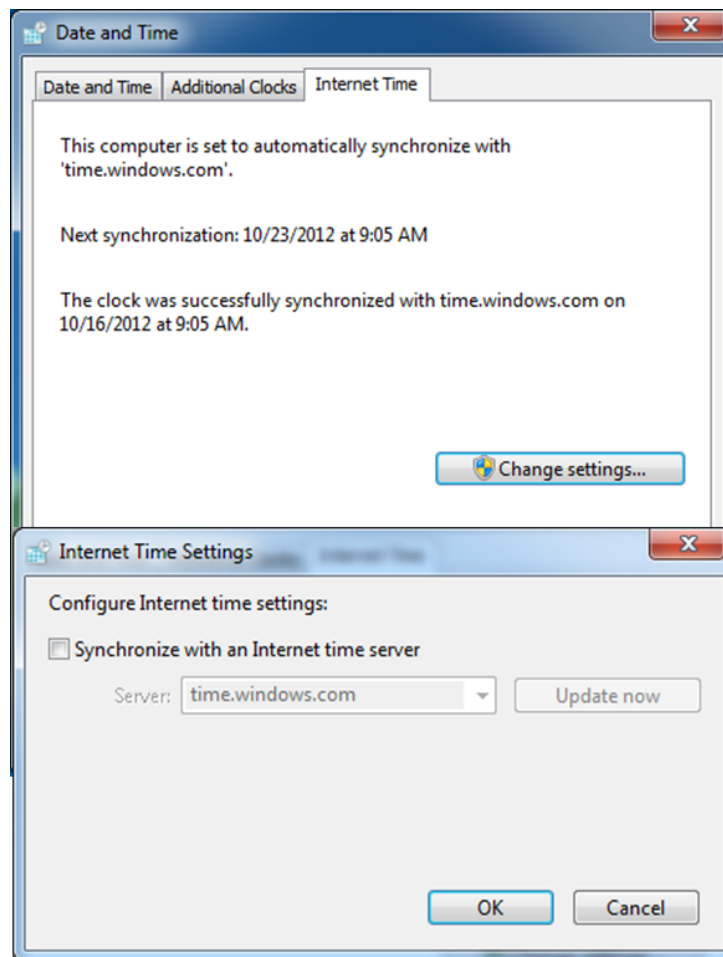 Date and Time
Date and Time Additional Clocks Internet Time
This computer is set to automatically synchronize with
'time.windows.com'.
Next synchronization: 10/23/2012 at 9:05 AM
The clock was successfully synchronized with time.windows.com on
10/16/2012 at 9:05 AM.
Change settings...
Internet Time Settings
Configure Internet time settings:
Synchronize with an Internet time server
Server: time.windows.com Update now
OK Cancel